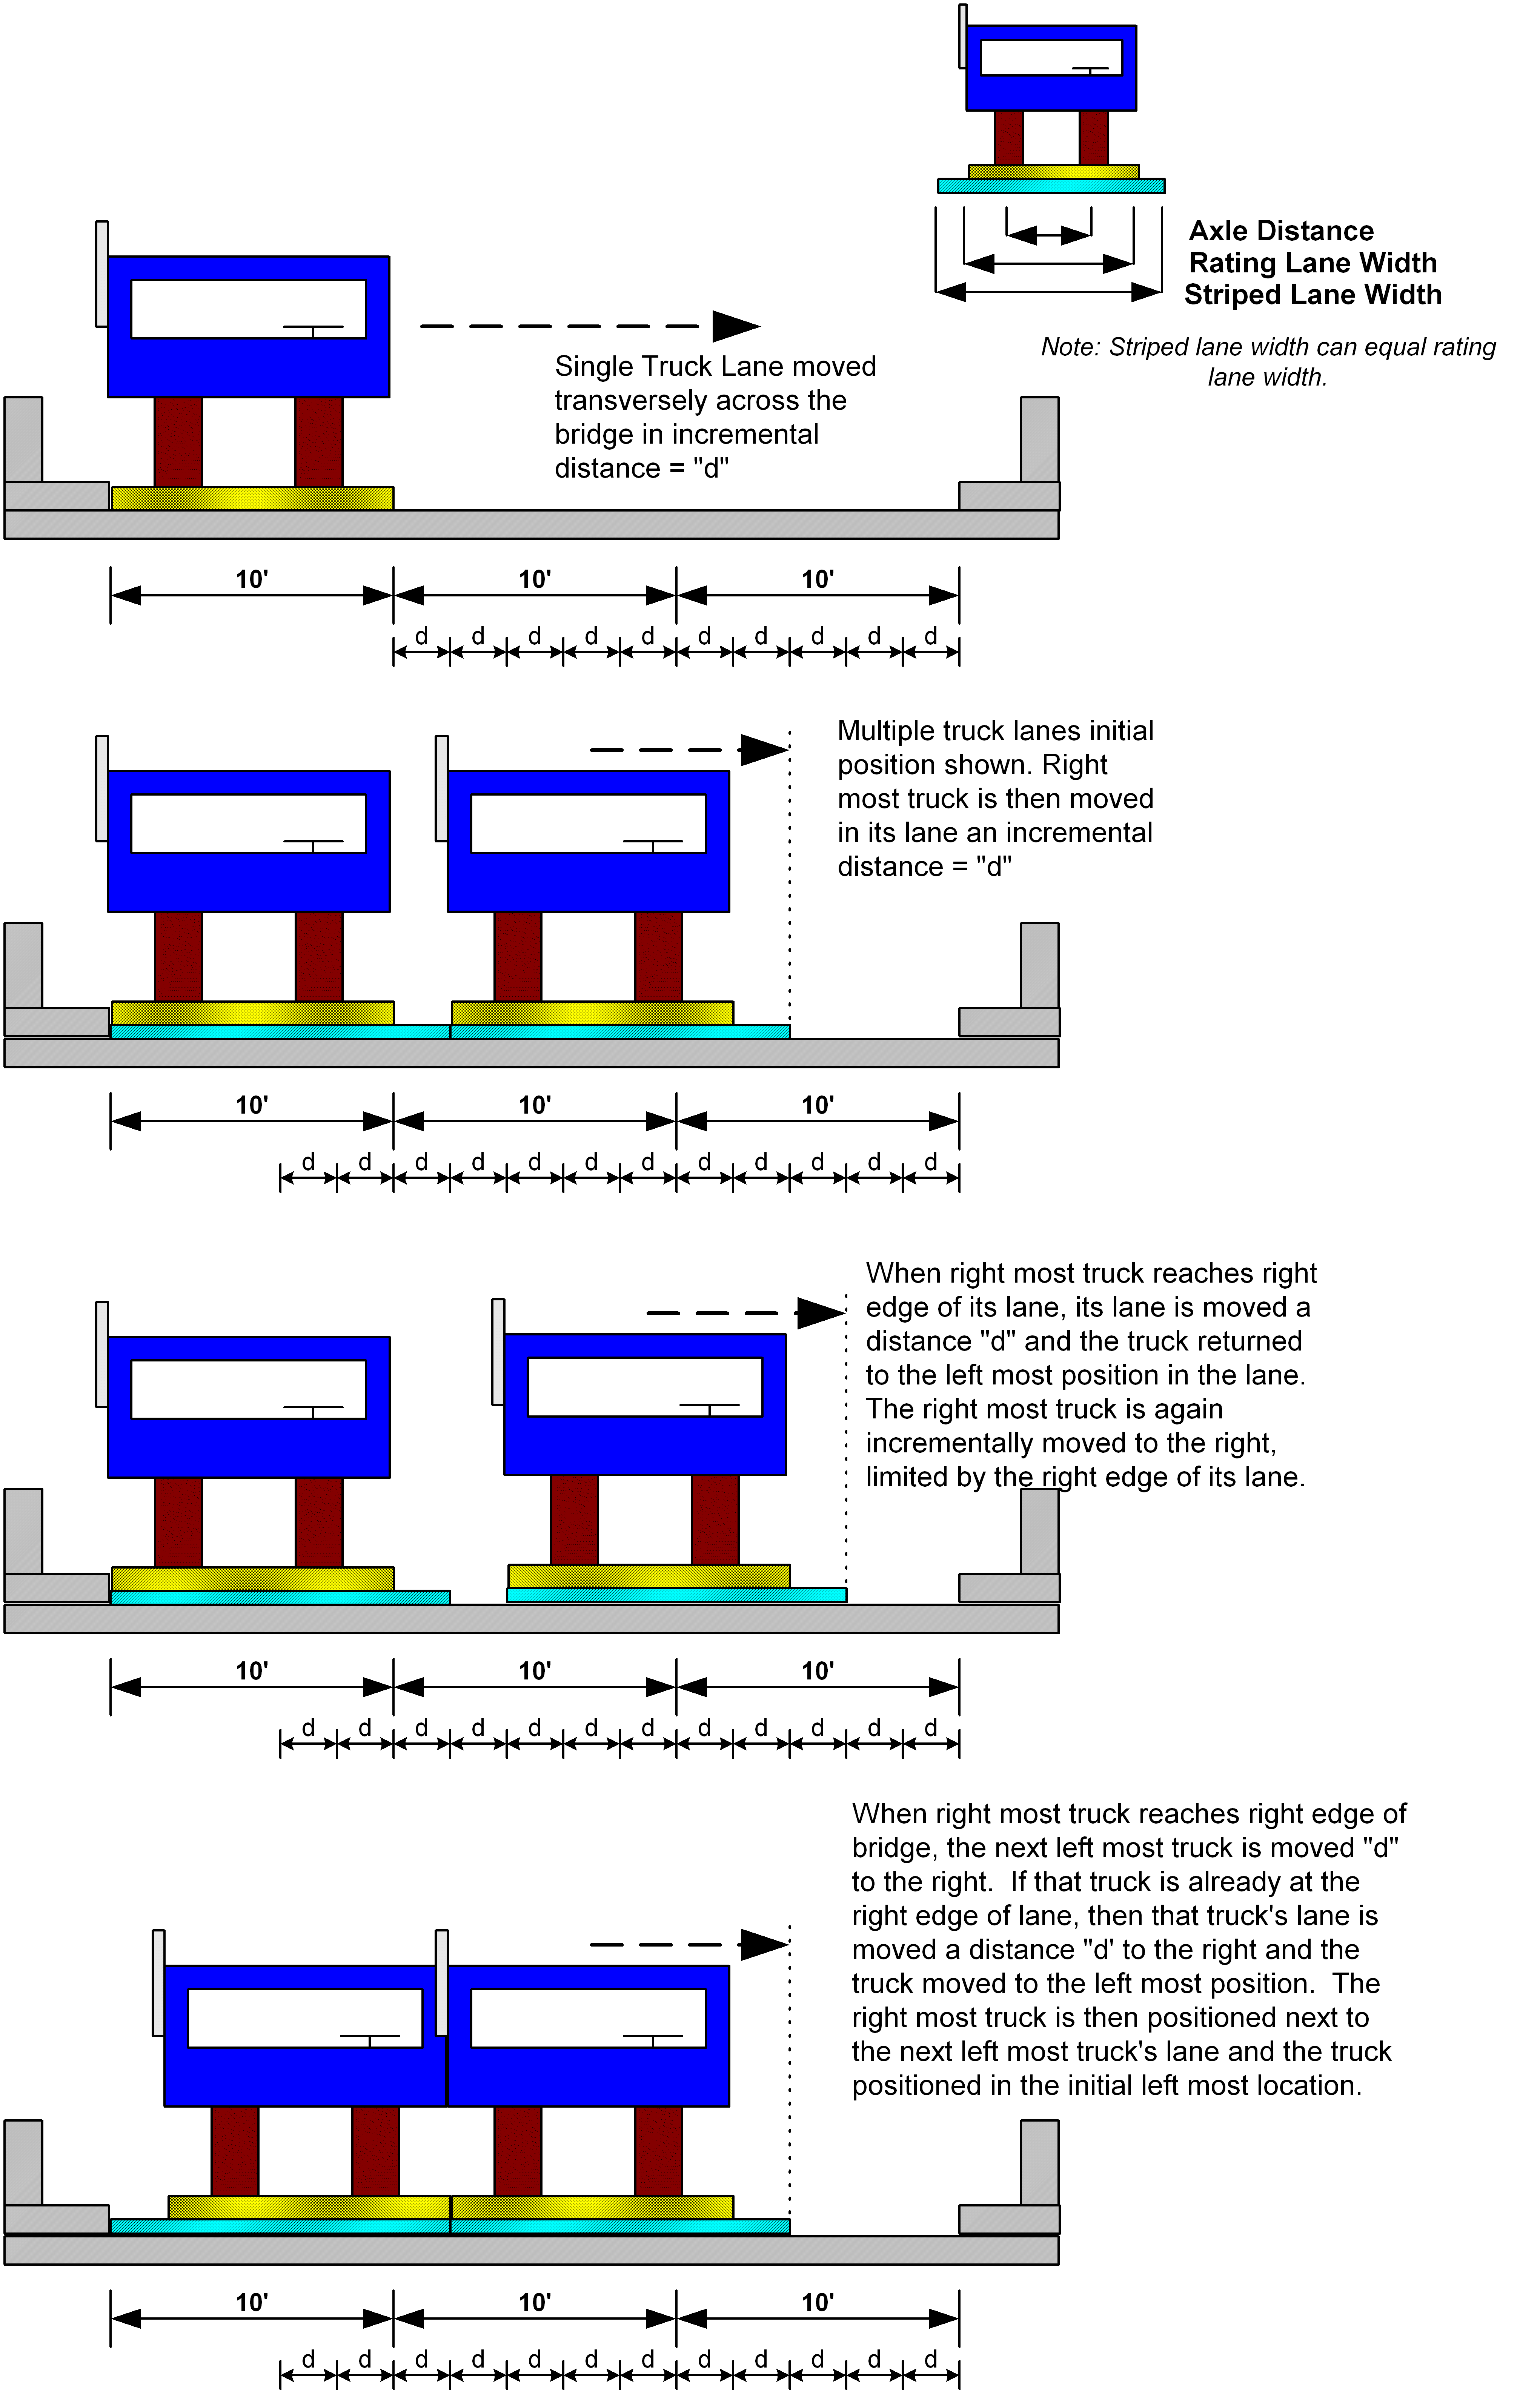 Axle Distance
Rating Lane Width
Striped Lane Width
Note: Striped lane width can equal rating
lane width.
Single Truck Lane moved
transversely across the
bridge in incremental
distance = "d"
10' 10' 10'
d d d d d d d d d d
Multiple truck lanes initial
position shown. Right
most truck is then moved
in its lane an incremental
distance = "d"
10' 10' 10'
d d d d d d d d d d d d
When right most truck reaches right
edge of its lane, its lane is moved a
distance "d" and the truck returned
to the left most position in the lane.
The right most truck is again
incrementally moved to the right,
limited by the right edge of its lane.
10' 10' 10'
d d d d d d d d d d d d
When right most truck reaches right edge of
bridge, the next left most truck is moved "d"
to the right.  If that truck is already at the
right edge of lane, then that truck's lane is
moved a distance "d' to the right and the
truck moved to the left most position.  The
right most truck is then positioned next to
the next left most truck's lane and the truck
positioned in the initial left most location.
10' 10' 10'
d d d d d d d d d d d d